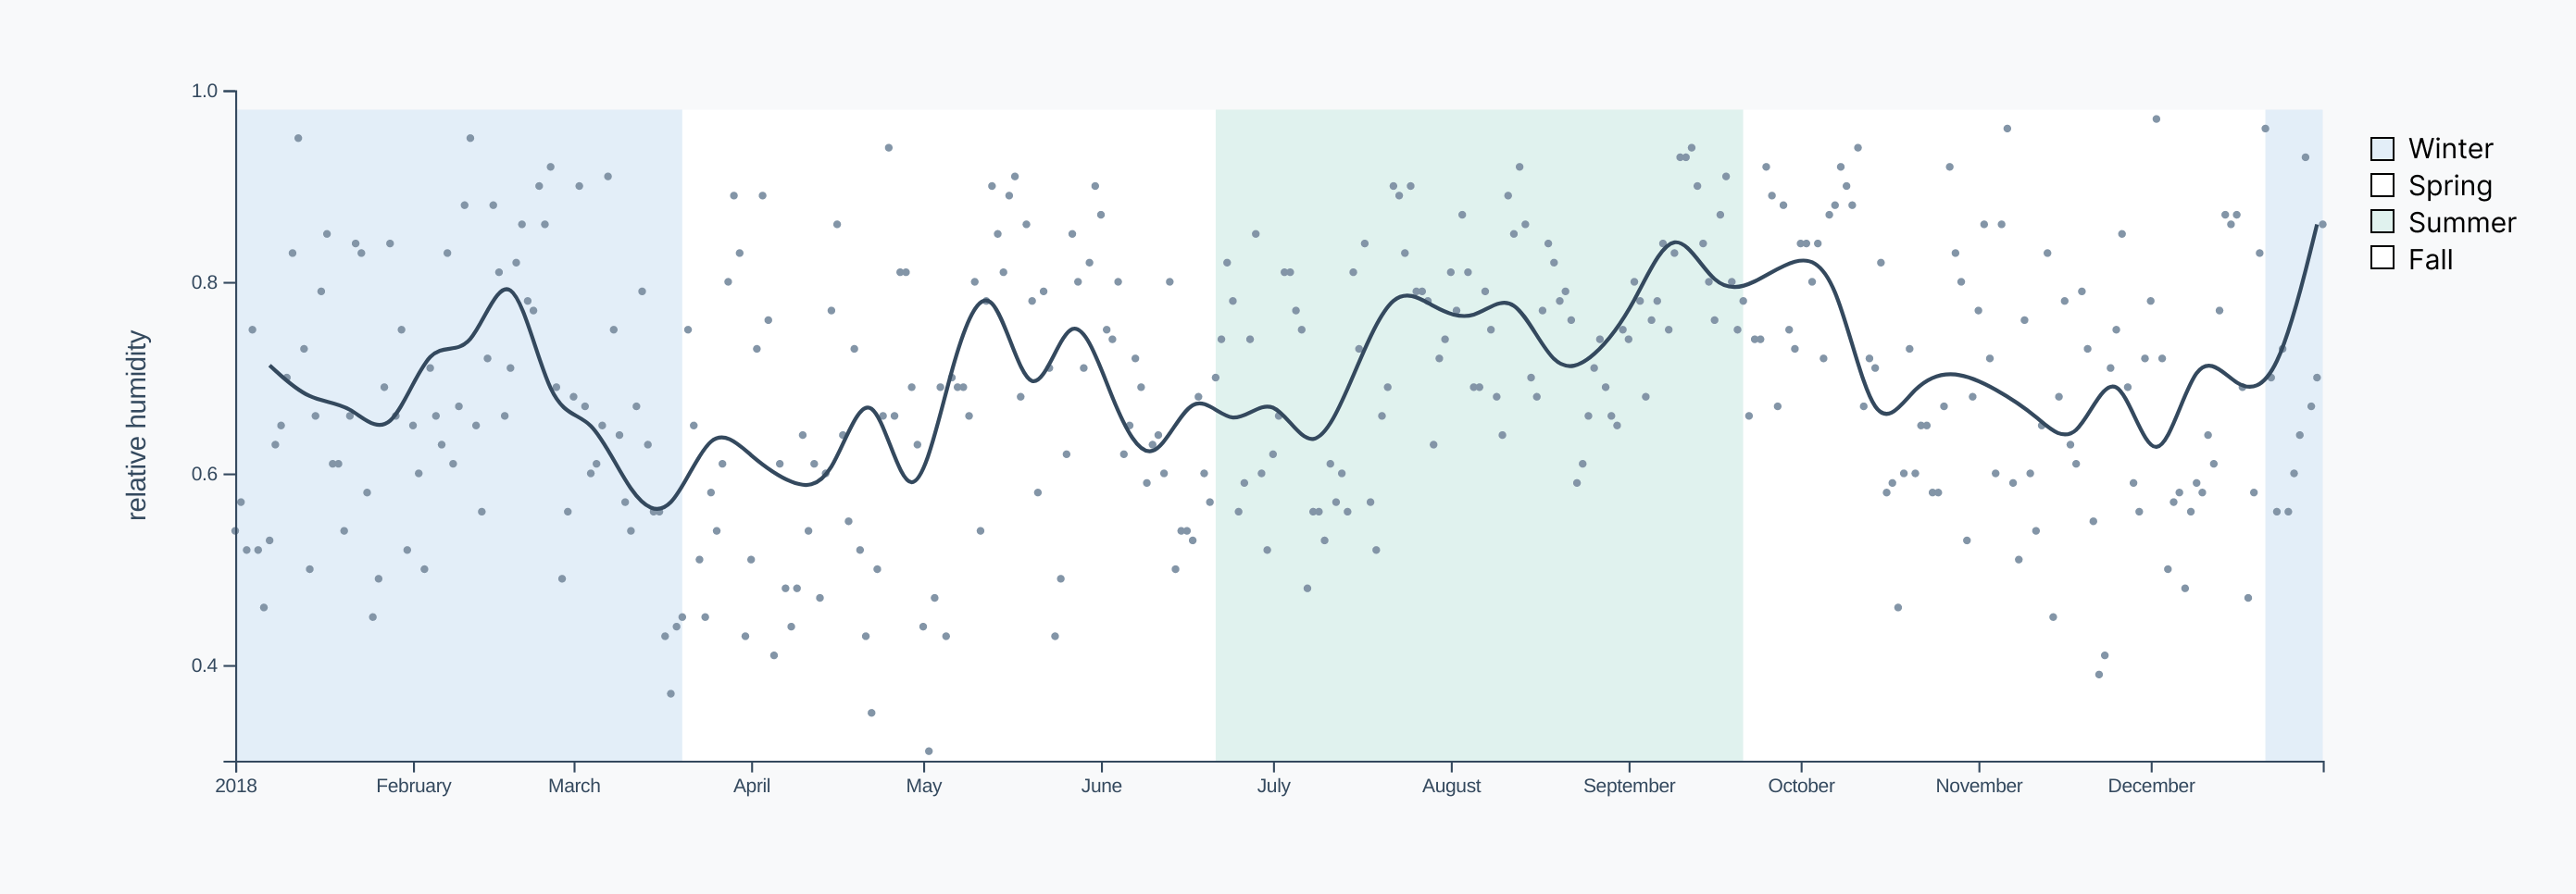 1.0
0.8
0.6
0.4
relative humidity
2018 February March April May June July August September October November December
Winter
Spring
Summer
Fall